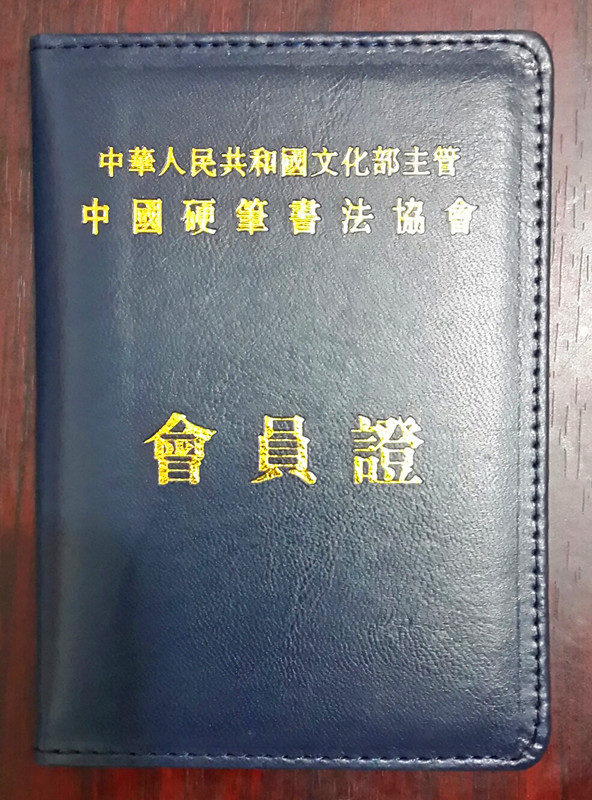 中華人民共和國文化部主管
中國硬筆書法協會
會員證